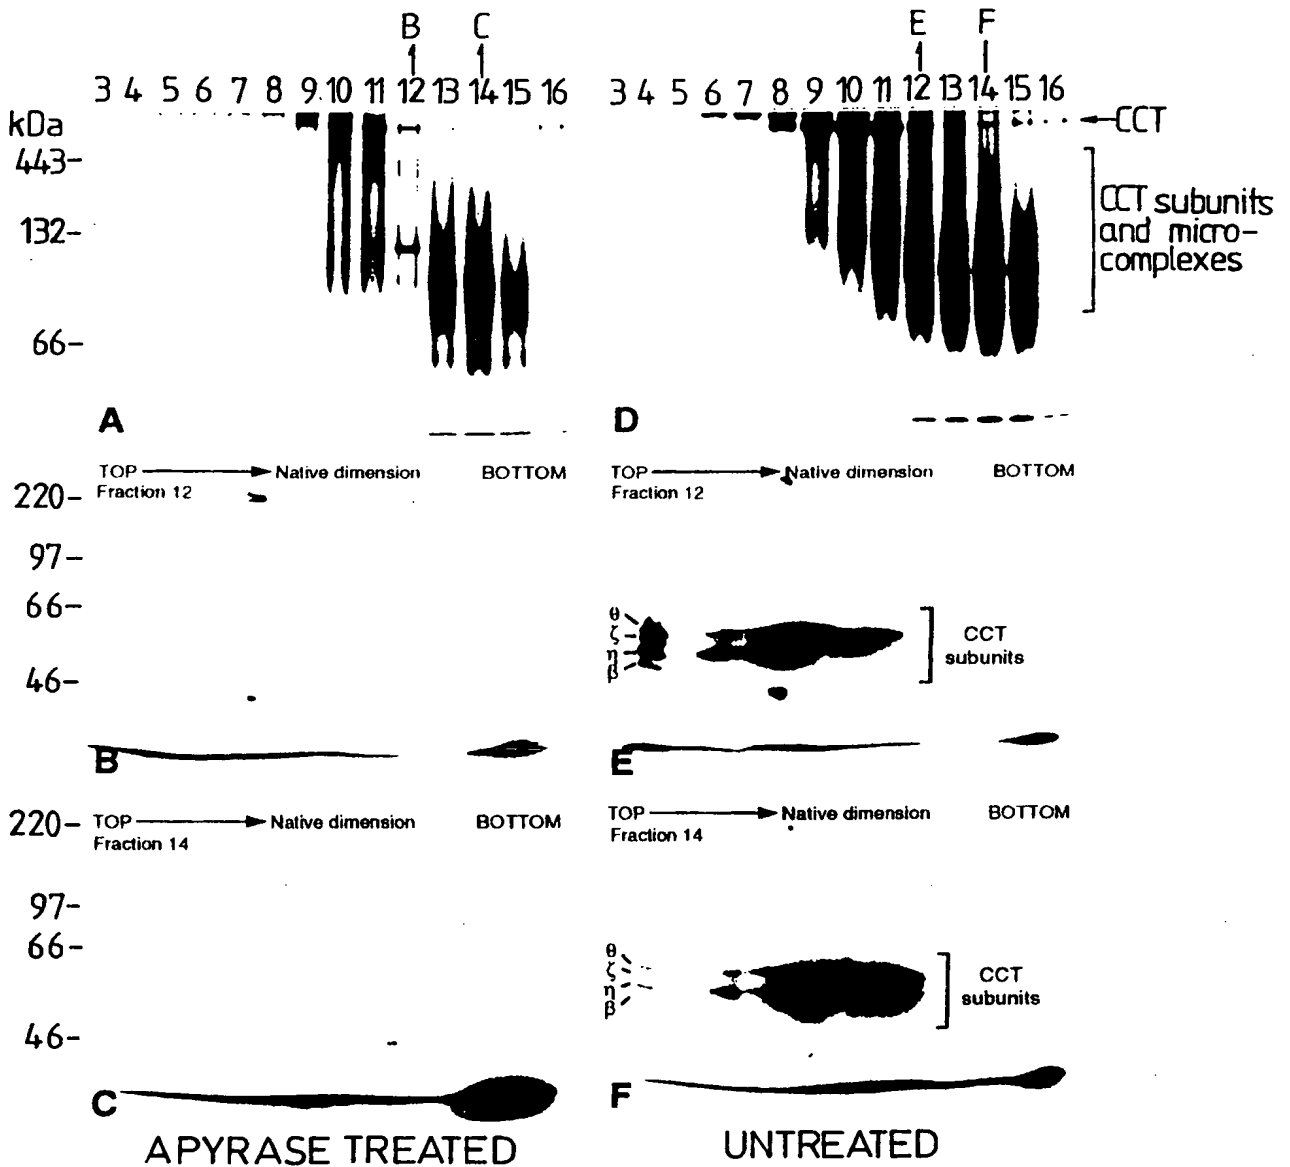 B C
3 4 5 6 7 8 9 10 11 12 13 14 15 16
E F
3 4 5 6 7 8 9 10 11 12 13 14 15 16
kDa
443-
132-
66-
CCT
CCT subunits
and micro-
complexes
A
D
TOP Native dimension BOTTOM
Fraction 12
220-
97-
66-
46-
B
TOP Native dimension BOTTOM
Fraction 12
θ
ζ
η
β
CCT
subunits
E
TOP Native dimension BOTTOM
Fraction 14
220-
97-
66-
46-
C
TOP Native dimension BOTTOM
Fraction 14
θ
ζ
η
β
CCT
subunits
F
APYRASE TREATED
UNTREATED